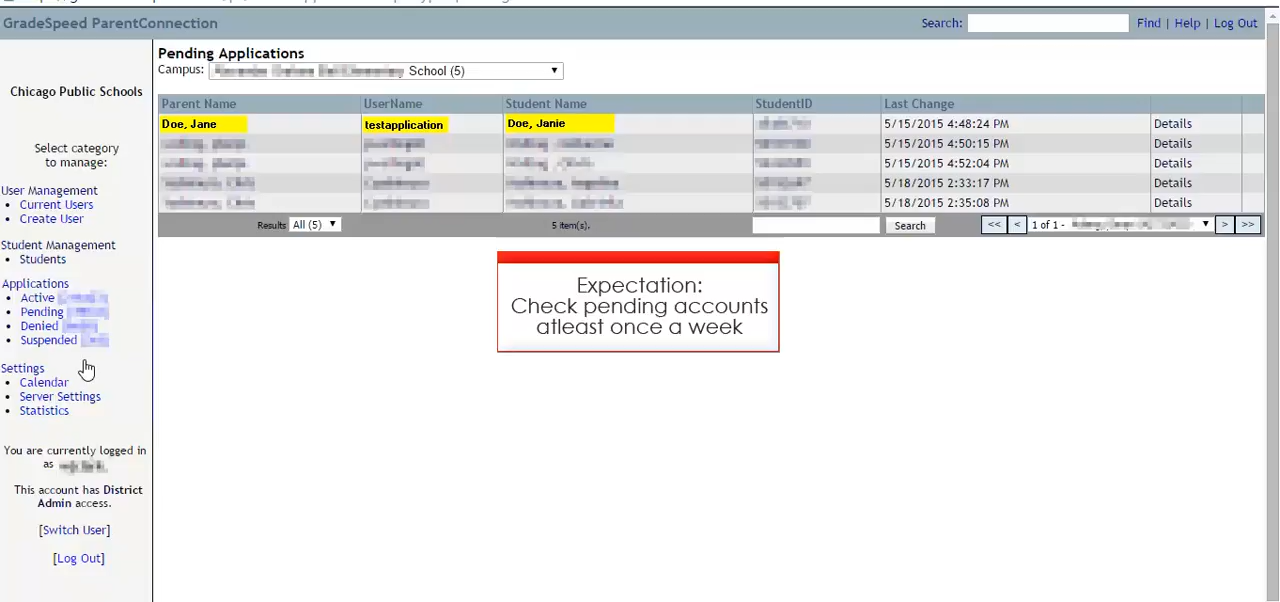 GradeSpeed ParentConnection
Search:
Find | Help | Log Out
Chicago Public Schools
Select category
to manage:
User Management
• Current Users
• Create User
Student Management
• Students
Applications
• Active
• Pending
• Denied
• Suspended
Settings
• Calendar
• Server Settings
• Statistics
You are currently logged in
as
This account has District
Admin access.
[Switch User]
[Log Out]
Pending Applications
Campus: School (5)
Parent Name UserName Student Name StudentID Last Change
Doe, Jane testapplication Doe, Janie 5/15/2015 4:48:24 PM Details
5/15/2015 4:50:15 PM Details
5/15/2015 4:52:04 PM Details
5/18/2015 2:33:17 PM Details
5/18/2015 2:35:08 PM Details
Results All (5) 5 item(s). Search << < 1 of 1 - > >>
Expectation:
Check pending accounts
atleast once a week